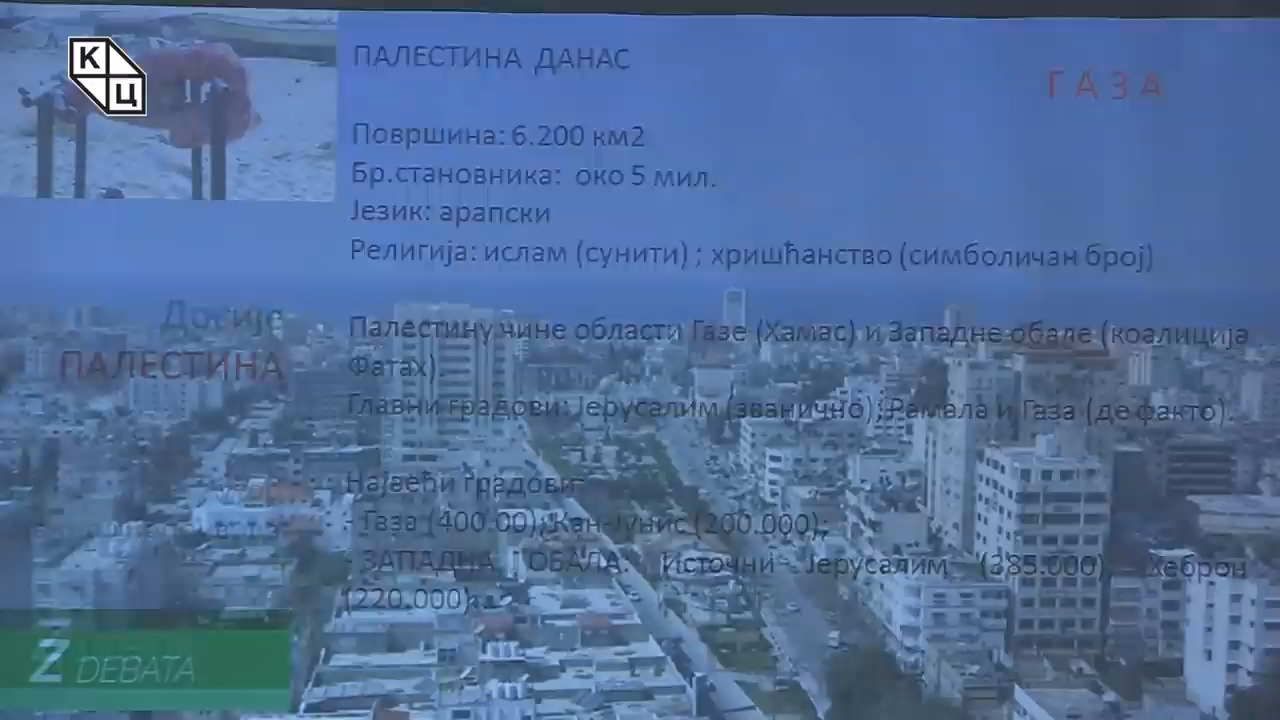 К
Ц
ПАЛЕСТИНА ДАНАС
ГАЗА
Површина: 6.200 км2
Бр.становника: око 5 мил.
Језик: арапски
Религија: ислам (сунити) ; хришћанство (симболичан број)
Досије
ПАЛЕСТИНА
Палестину чине области Газе (Хамас) и Западне обале (коалиција
Фатах).
Главни градови: Јерусалим (званично); Рамала и Газа (де факто).
Највећи градови:
- Газа (400.00); Кан-Јунис (200.000);
- ЗАПАДНА ОБАЛА: Источни Јерусалим (385.000) Хеброн
(220.000)
Z DEBATA